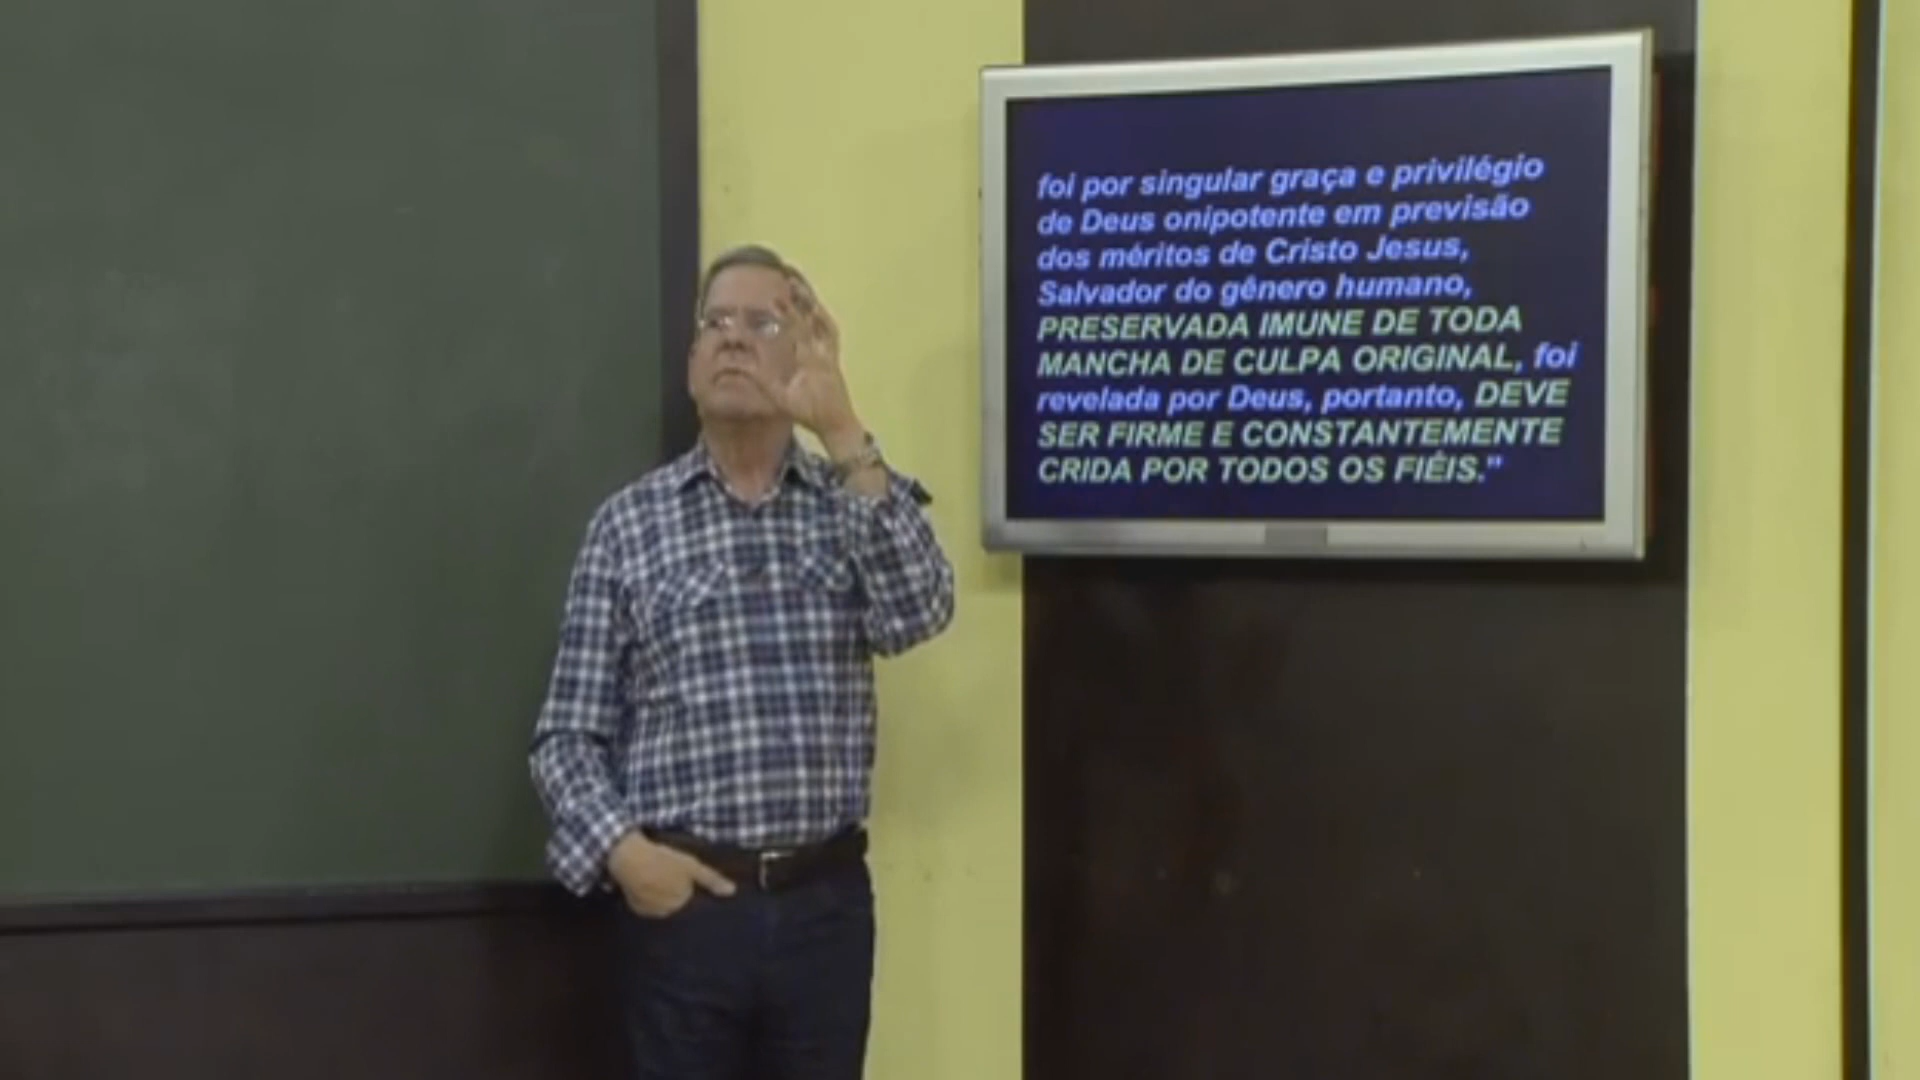 foi por singular graça e privilégio
de Deus onipotente em previsão
dos méritos de Cristo Jesus,
Salvador do gênero humano,
PRESERVADA IMUNE DE TODA
MANCHA DE CULPA ORIGINAL, foi
revelada por Deus, portanto, DEVE
SER FIRME E CONSTANTEMENTE
CRIDA POR TODOS OS FIÉIS.”